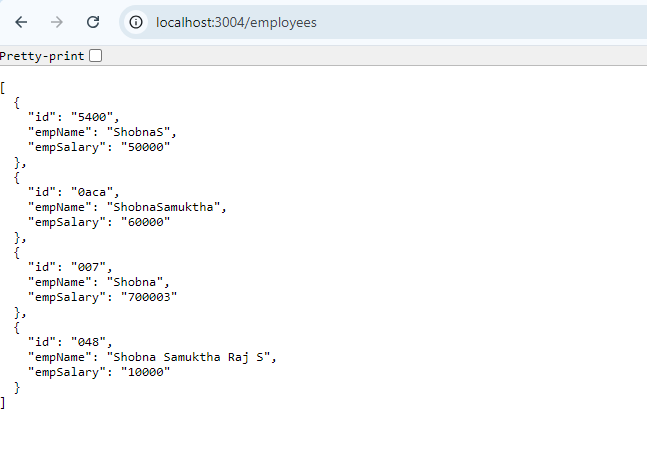 localhost:3004/employees
Pretty-print
[
  {
    "id": "5400",
    "empName": "ShobnaS",
    "empSalary": "50000"
  },
  {
    "id": "0aca",
    "empName": "ShobnaSamuktha",
    "empSalary": "60000"
  },
  {
    "id": "007",
    "empName": "Shobna",
    "empSalary": "700003"
  },
  {
    "id": "048",
    "empName": "Shobna Samuktha Raj S",
    "empSalary": "10000"
  }
]